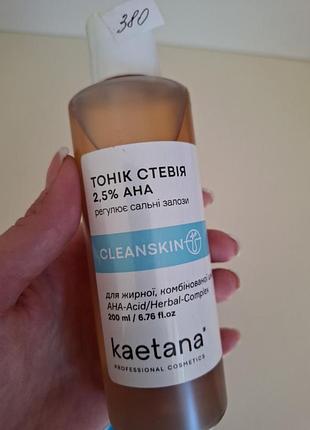 380
ТОНІК СТЕВІЯ
2,5% АНА
регулює сальні залози
CLEANSKIN
для жирної, комбінованої
AHA-Acid/Herbal-Complex
200 ml / 6.76 fl.oz
kaetana
PROFESSIONAL COSMETICS